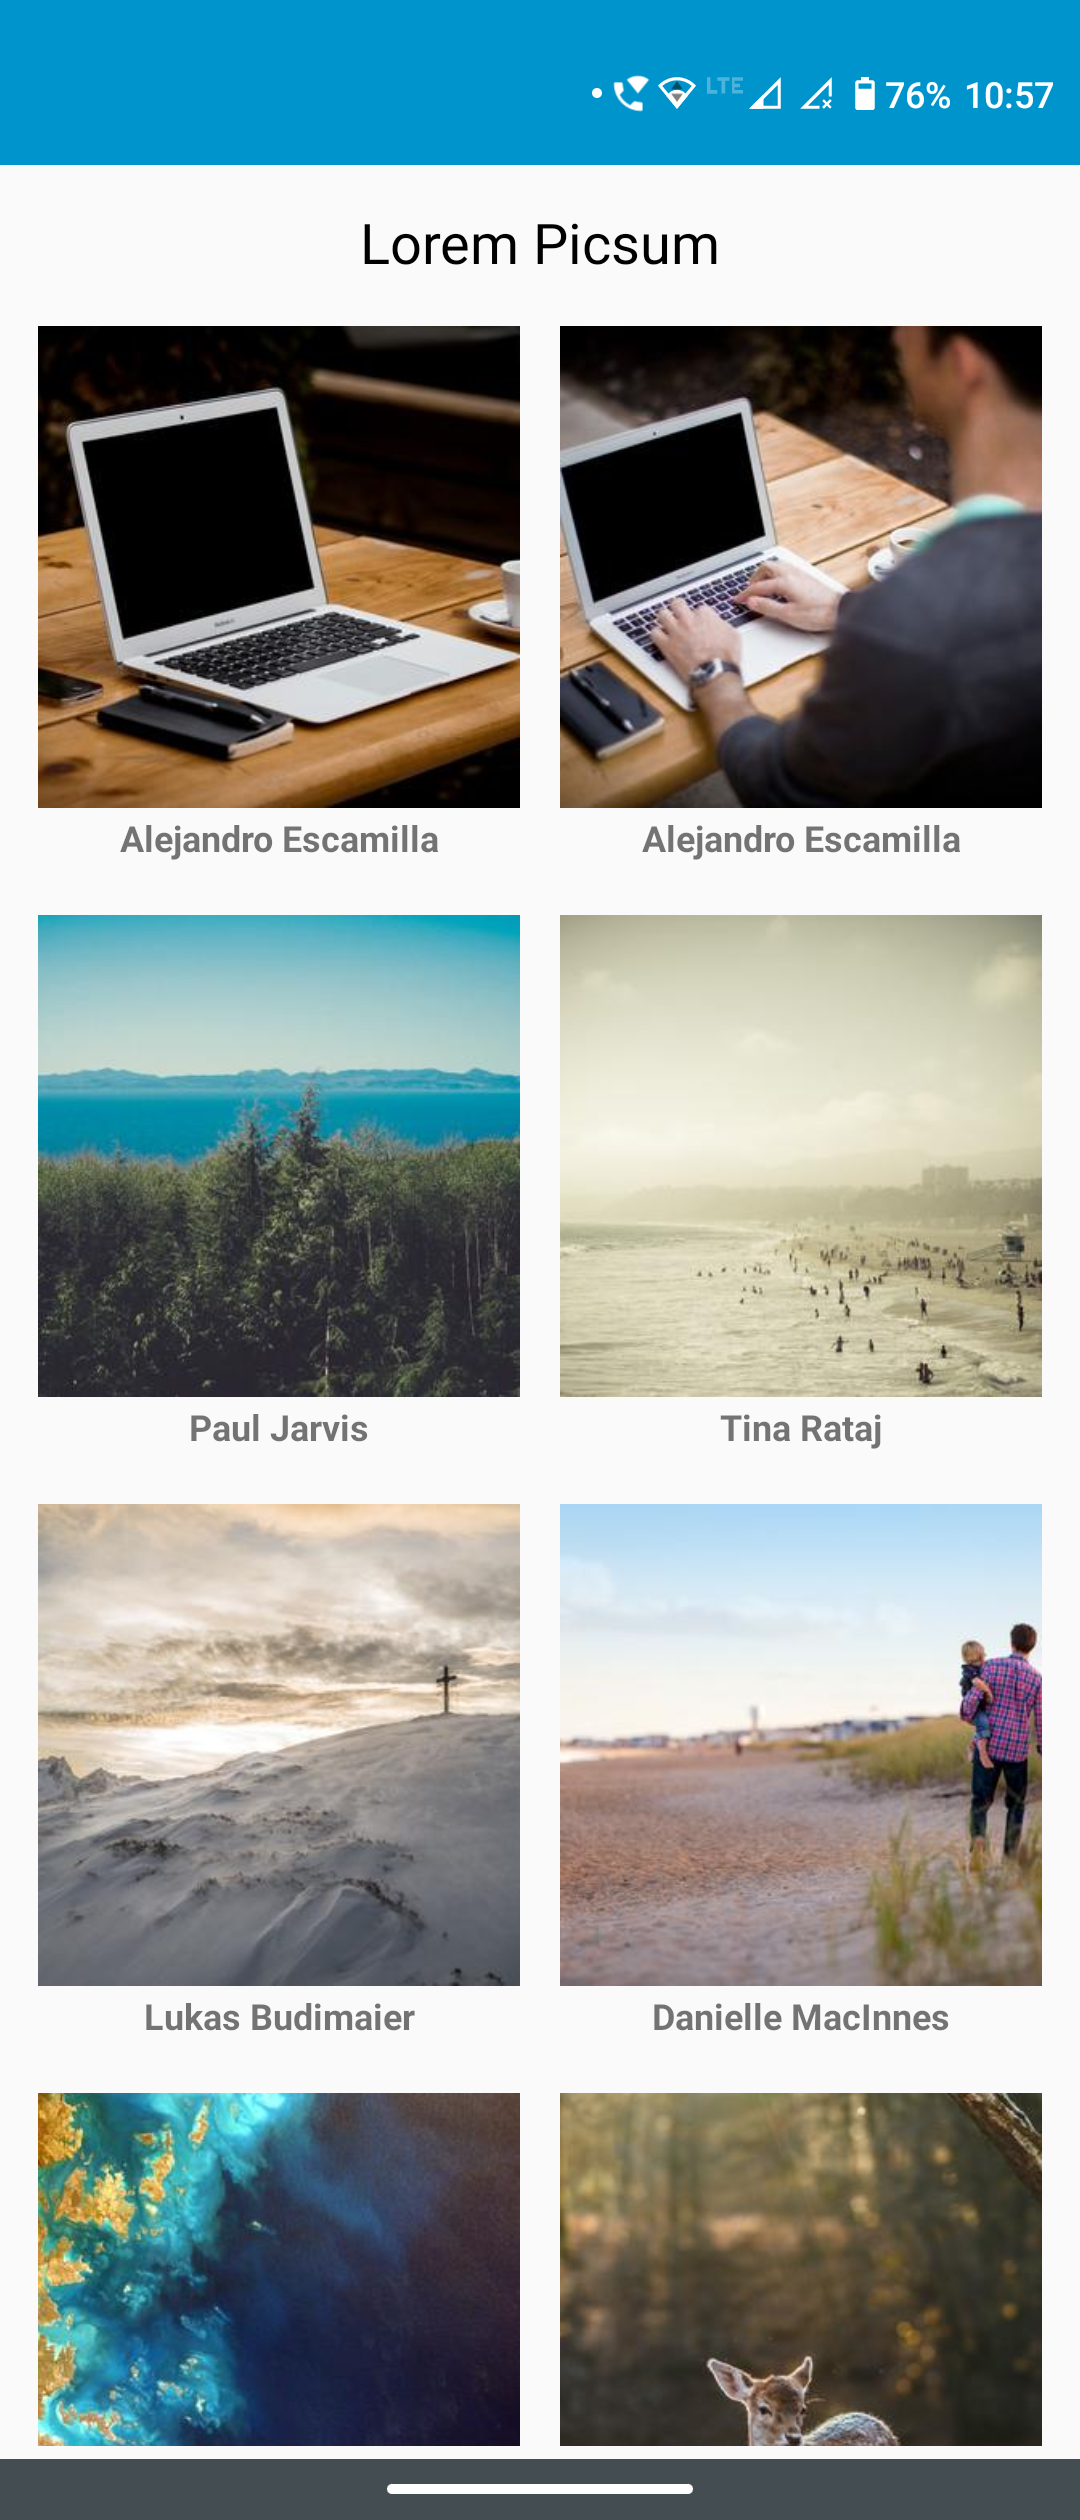 LTE 76% 10:57
Lorem Picsum
Alejandro Escamilla
Alejandro Escamilla
Paul Jarvis
Tina Rataj
Lukas Budimaier
Danielle MacInnes